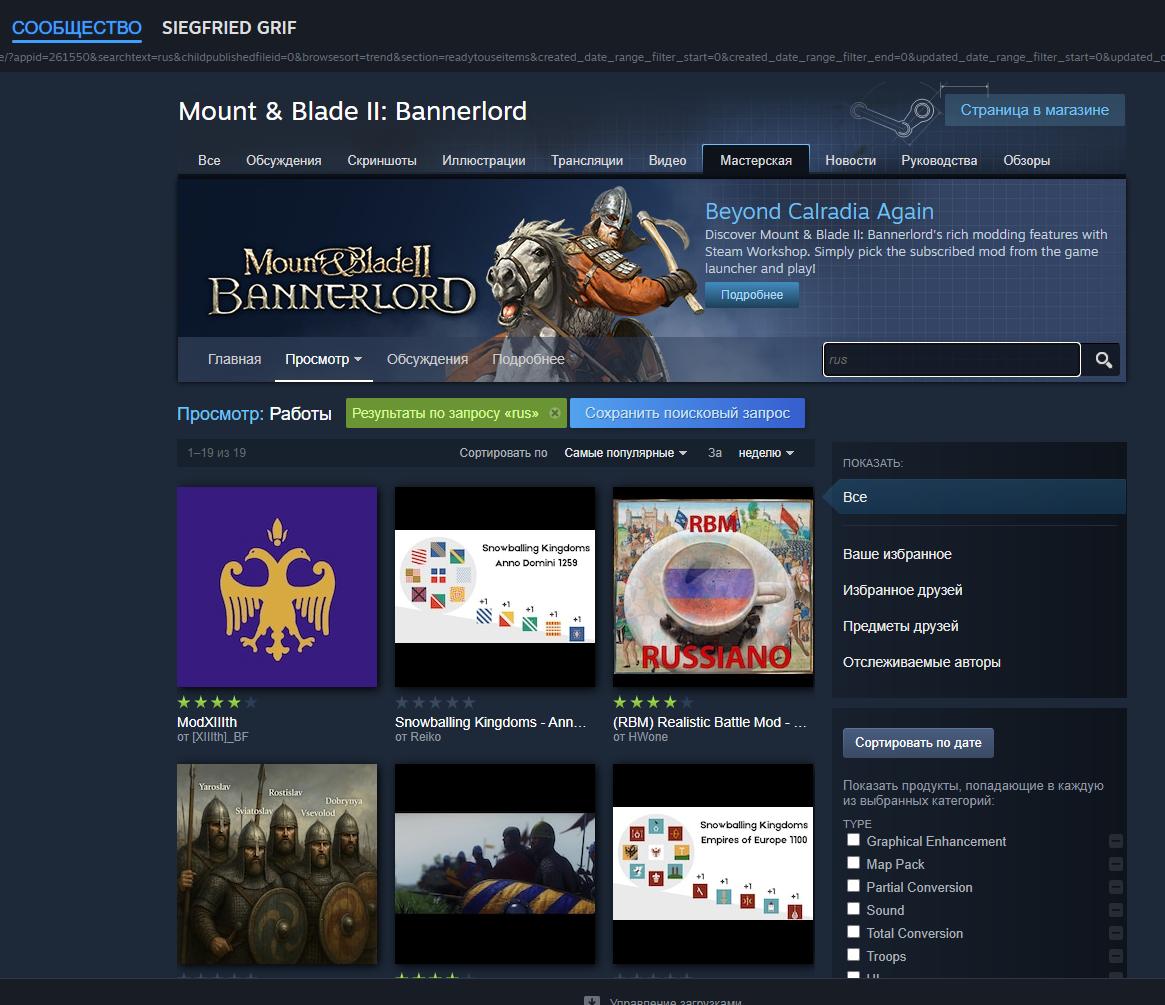 СООБЩЕСТВО SIEGFRIED GRIF
e/?appid=261550&searchtext=rus&childpublishedfileid=0&browsesort=trend&section=readytouseitems&created_date_range_filter_start=0&created_date_range_filter_end=0&updated_date_range_filter_start=0&updated_
Mount & Blade II: Bannerlord
Страница в магазине
Все Обсуждения Скриншоты Иллюстрации Трансляции Видео Мастерская Новости Руководства Обзоры
Beyond Calradia Again
Discover Mount & Blade II: Bannerlord's rich modding features with
Steam Workshop. Simply pick the subscribed mod from the game
launcher and play!
Подробнее
Mount & Blade II
BANNERLORD
Главная Просмотр Обсуждения Подробнее
rus
Просмотр: Работы
Результаты по запросу «rus»
Сохранить поисковый запрос
1–19 из 19
Сортировать по Самые популярные За неделю
Snowballing Kingdoms
Anno Domini 1259
+1 +1 +1 +1 +1
RBM
RUSSIANO
ModXIIIth
от [XIIIth]_BF
Snowballing Kingdoms - Ann...
от Reiko
(RBM) Realistic Battle Mod - ...
от HWone
Yaroslav
Rostislav
Dobrynya
Sviatoslav
Vsevolod
Snowballing Kingdoms
Empires of Europe 1100
+1 +1 +1 +1 +1
ПОКАЗАТЬ:
Все
Ваше избранное
Избранное друзей
Предметы друзей
Отслеживаемые авторы
Сортировать по дате
Показать продукты, попадающие в каждую
из выбранных категорий:
TYPE
Graphical Enhancement
Map Pack
Partial Conversion
Sound
Total Conversion
Troops
UI
Управление загрузками